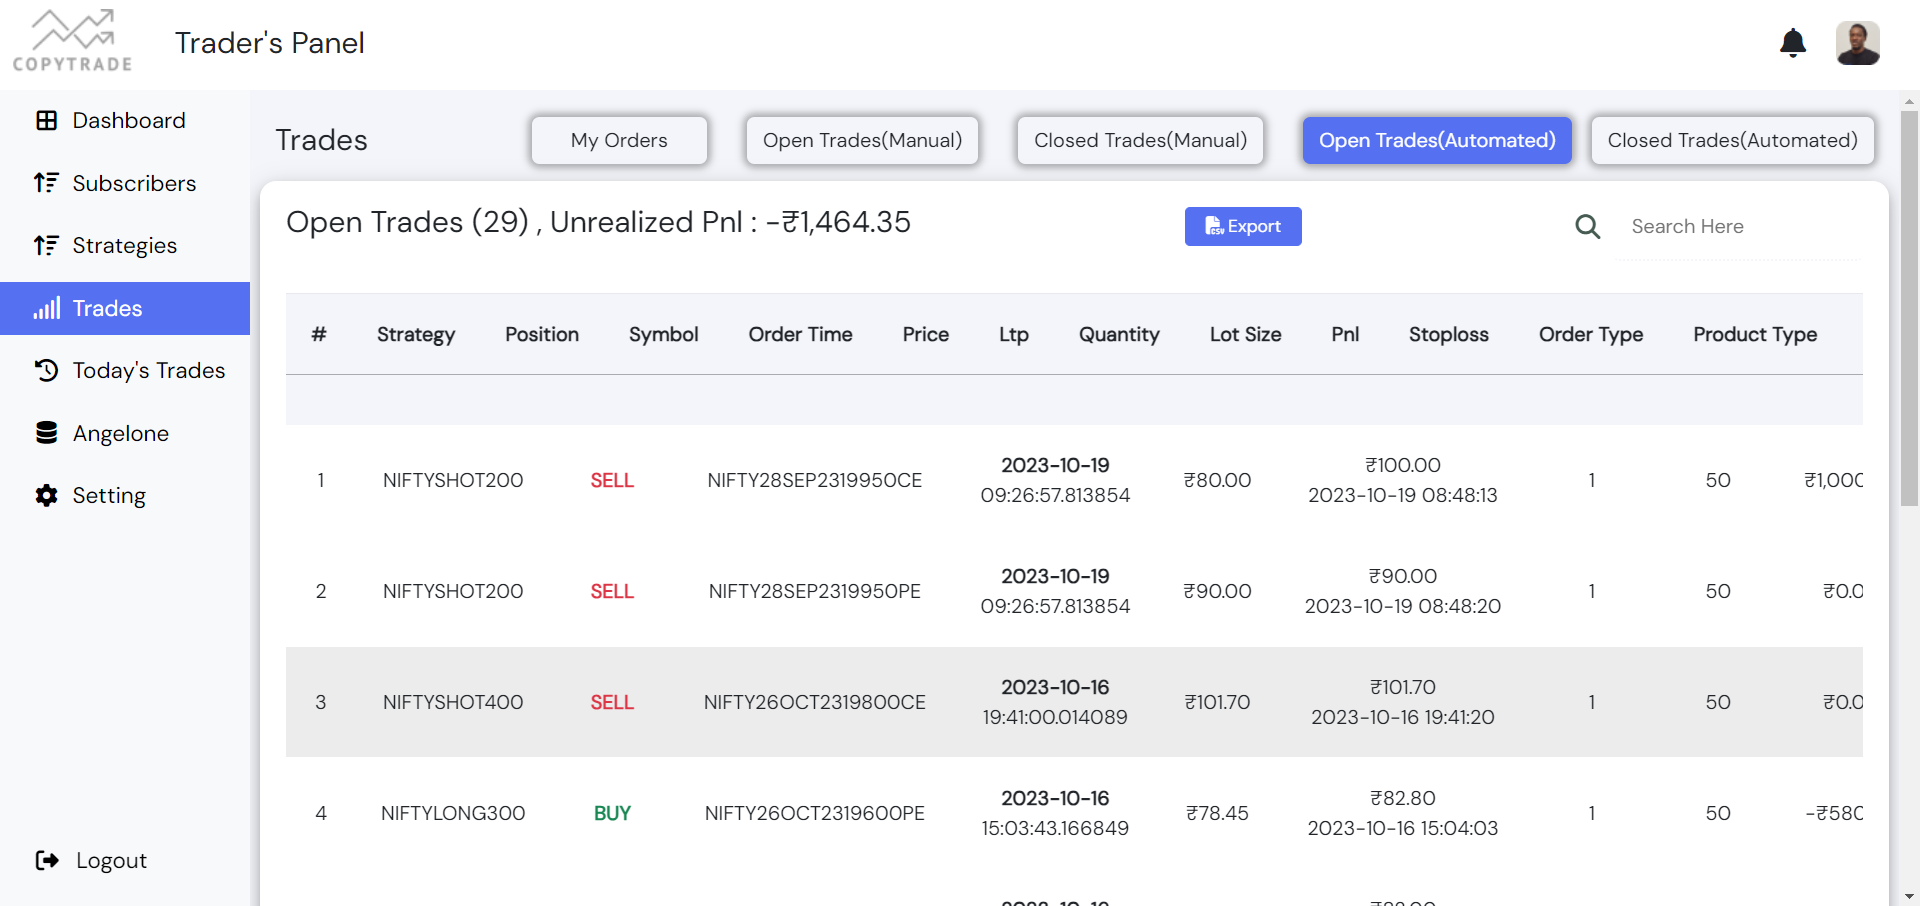 COPYTRADE
Trader's Panel
Dashboard
Subscribers
Strategies
Trades
Today's Trades
Angelone
Setting
Logout
Trades
My Orders
Open Trades(Manual)
Closed Trades(Manual)
Open Trades(Automated)
Closed Trades(Automated)
Open Trades (29) , Unrealized Pnl : -₹1,464.35
CSV Export
Search Here
# Strategy Position Symbol Order Time Price Ltp Quantity Lot Size Pnl Stoploss Order Type Product Type
1 NIFTYSHOT200 SELL NIFTY28SEP2319950CE 2023-10-19 09:26:57.813854 ₹80.00 ₹100.00 2023-10-19 08:48:13 1 50 ₹1,000
2 NIFTYSHOT200 SELL NIFTY28SEP2319950PE 2023-10-19 09:26:57.813854 ₹90.00 ₹90.00 2023-10-19 08:48:20 1 50 ₹0.0
3 NIFTYSHOT400 SELL NIFTY26OCT2319800CE 2023-10-16 19:41:00.014089 ₹101.70 ₹101.70 2023-10-16 19:41:20 1 50 ₹0.0
4 NIFTYLONG300 BUY NIFTY26OCT2319600PE 2023-10-16 15:03:43.166849 ₹78.45 ₹82.80 2023-10-16 15:04:03 1 50 -₹580